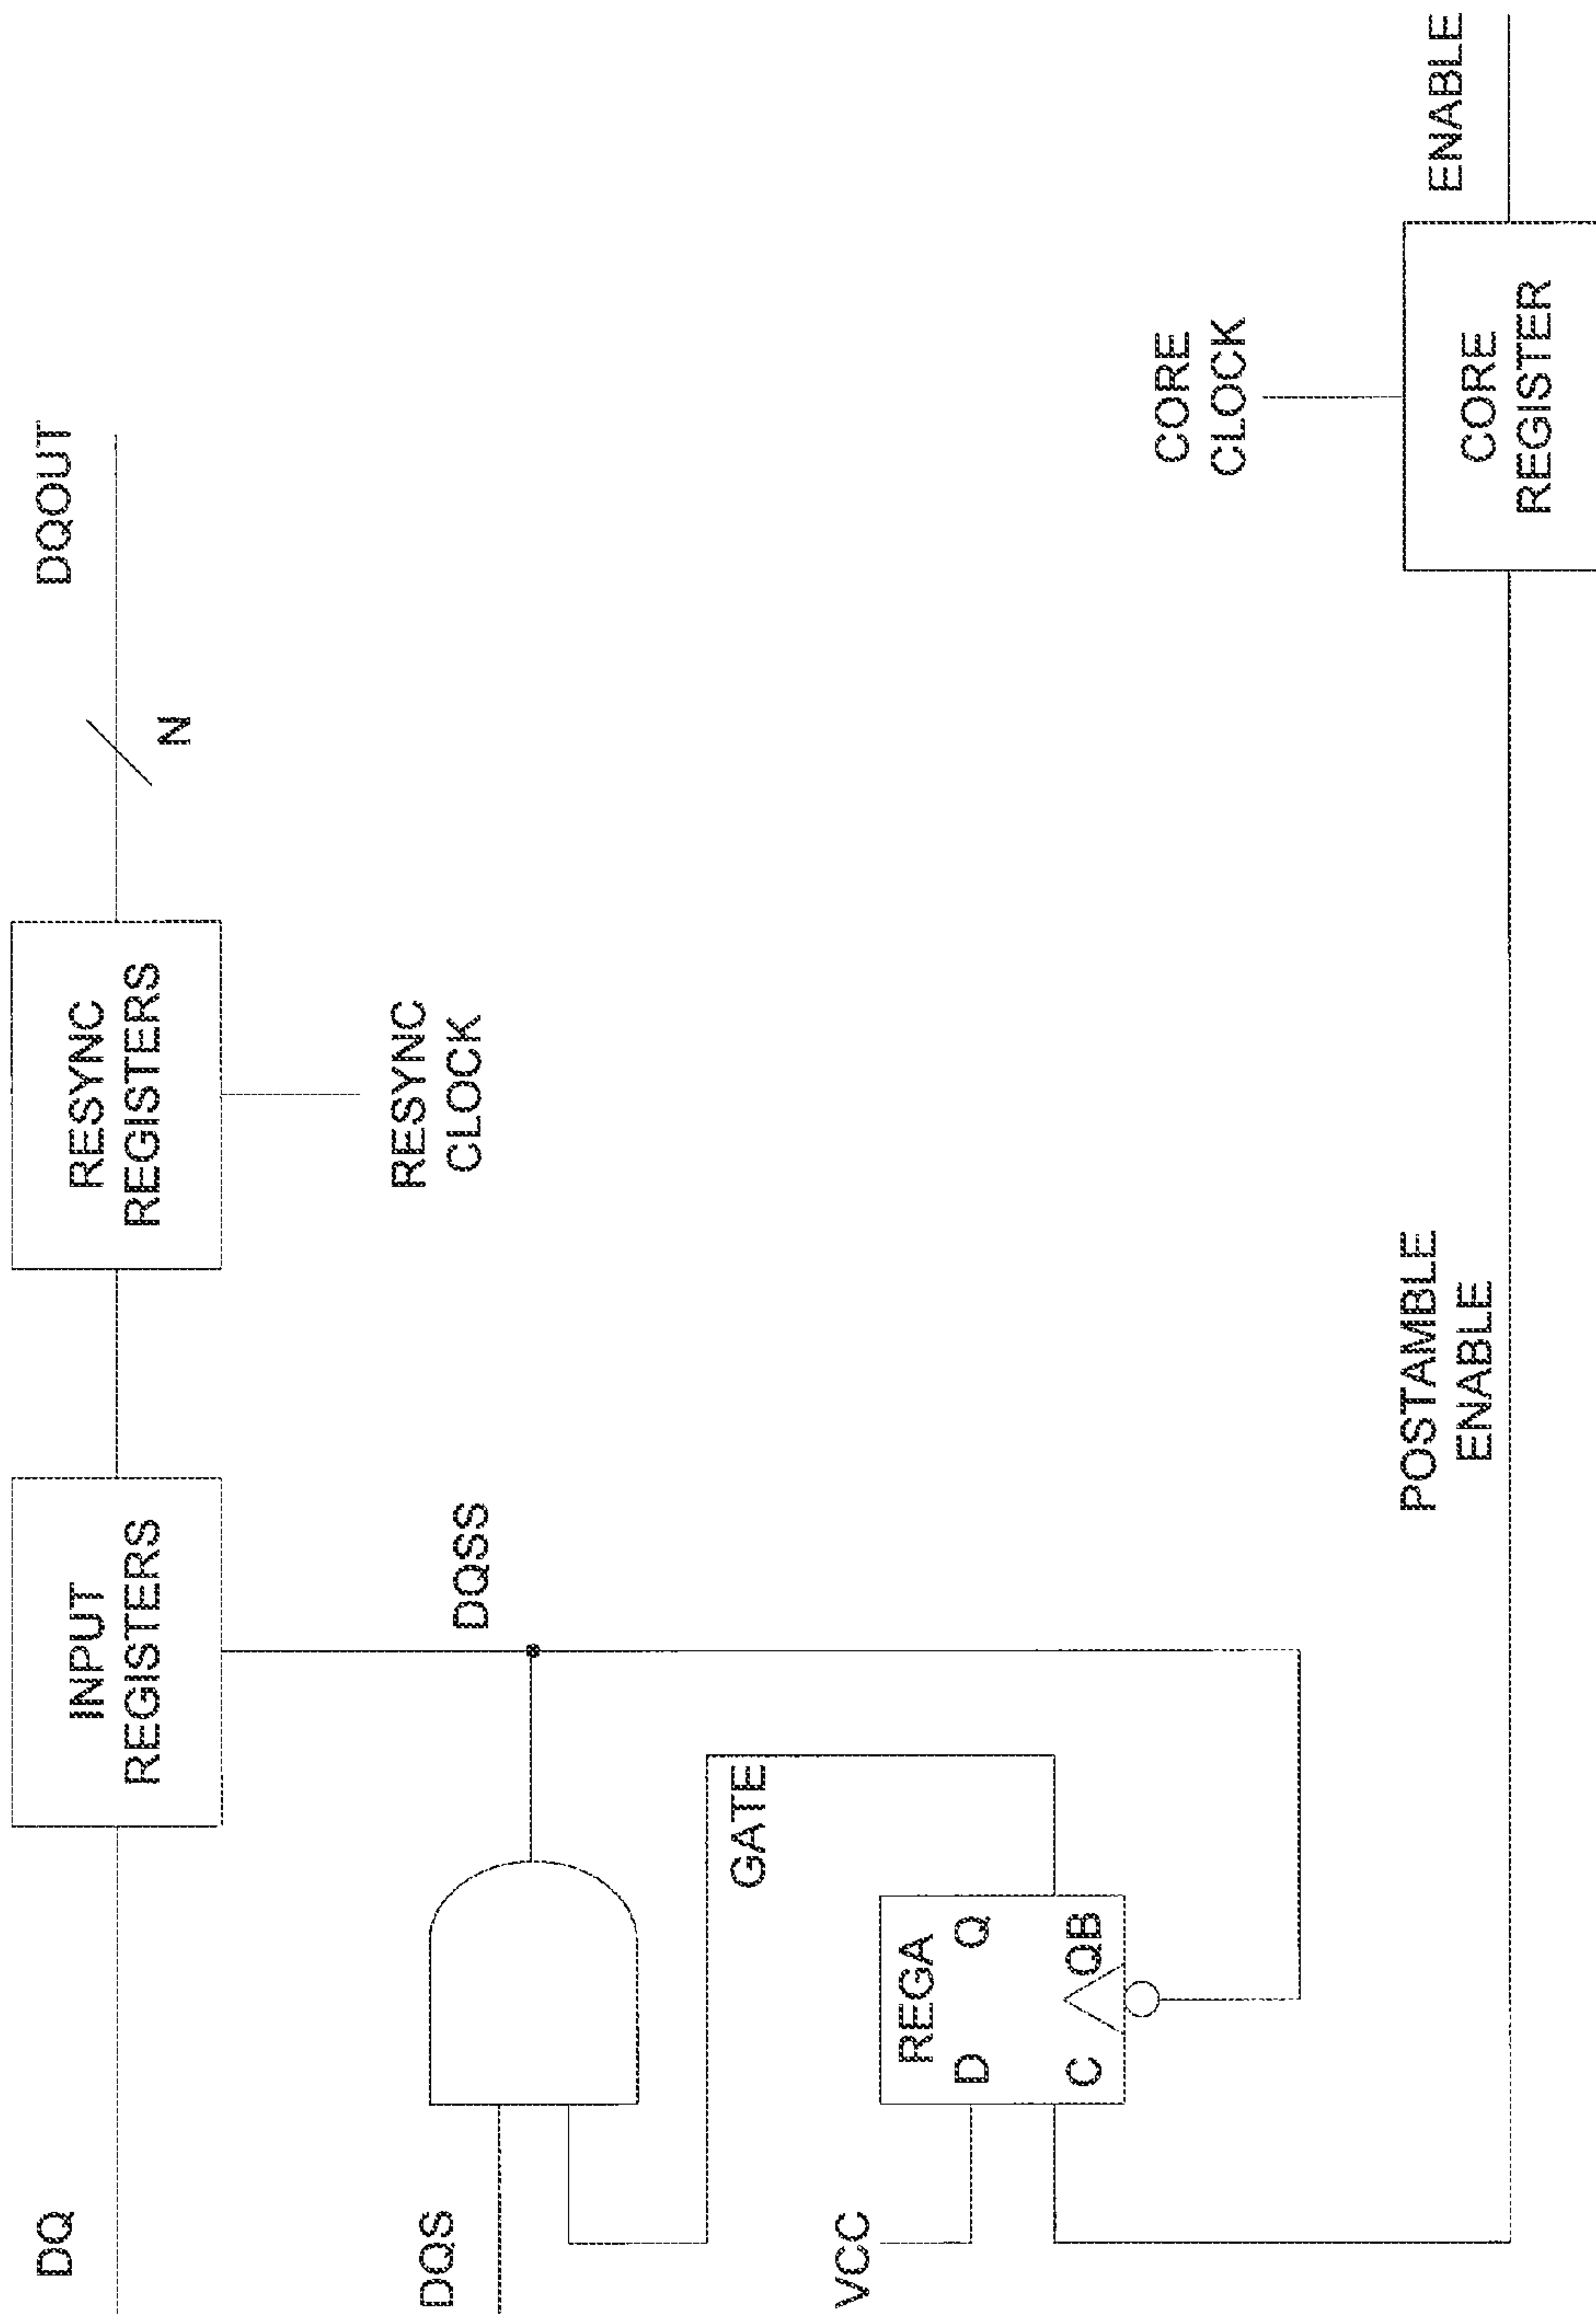 DQ
INPUT
REGISTERS
RESYNC
REGISTERS
DQOUT
N
RESYNC
CLOCK
DQS
DQSS
GATE
VCC
REGA
D Q
C QB
CORE
CLOCK
POSTAMBLE
ENABLE
CORE
REGISTER
ENABLE